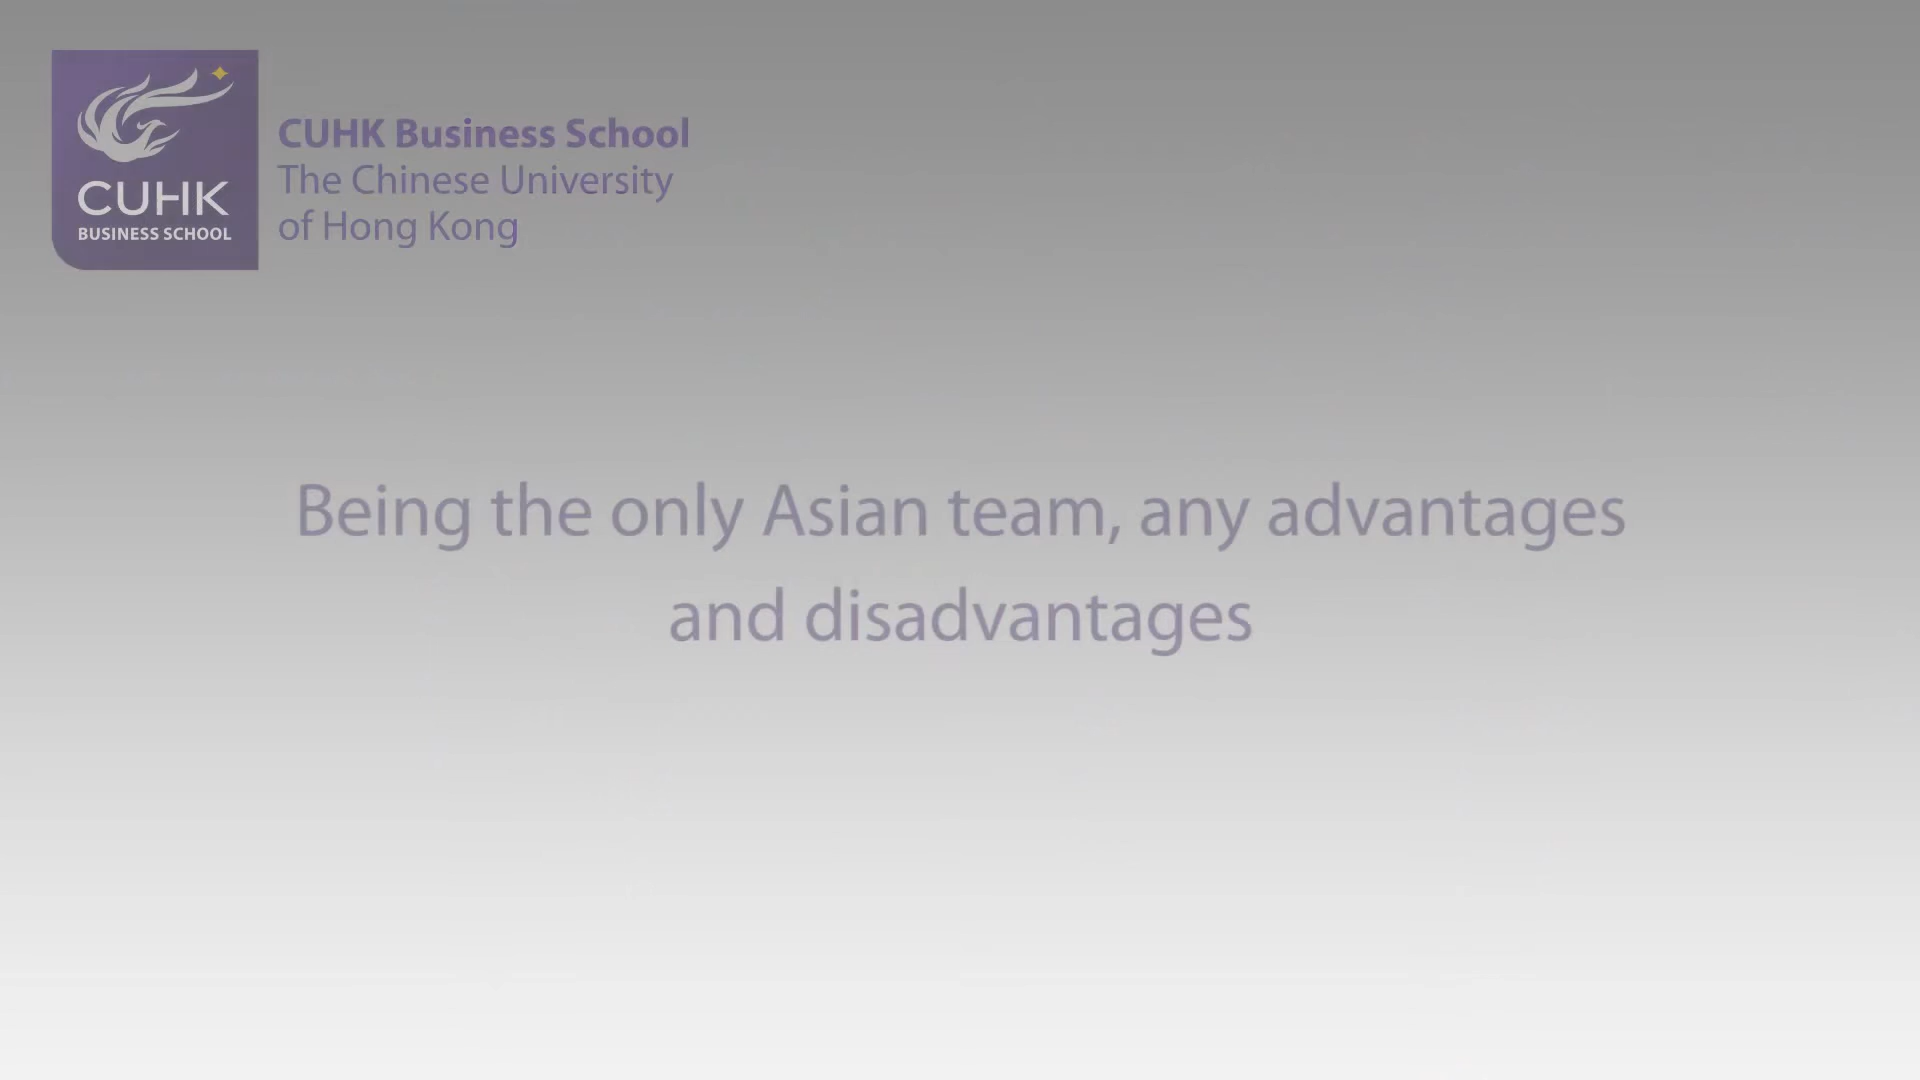 CUHK
BUSINESS SCHOOL
CUHK Business School
The Chinese University
of Hong Kong
Being the only Asian team, any advantages
and disadvantages